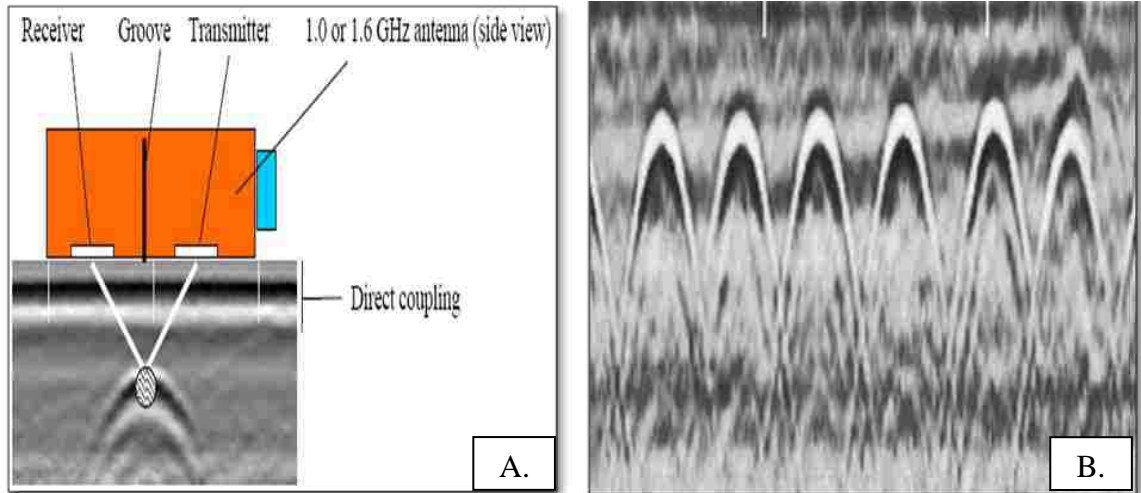 Receiver Groove Transmitter 1.0 or 1.6 GHz antenna (side view)
Direct coupling
A.
B.